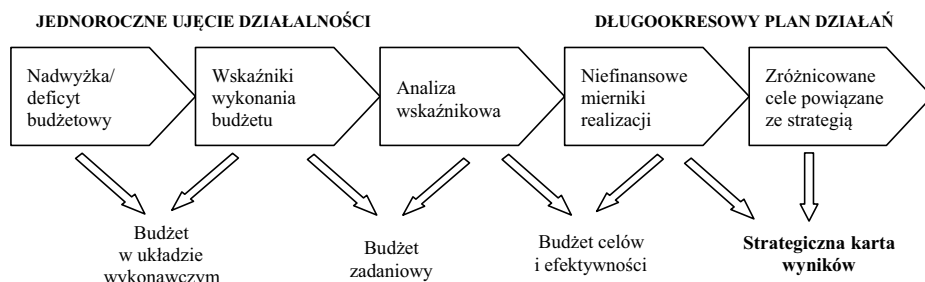 JEDNOROCZNE UJĘCIE DZIAŁALNOŚCI
DŁUGOOKRESOWY PLAN DZIAŁAŃ
Nadwyżka/
deficyt
budżetowy
Wskaźniki
wykonania
budżetu
Analiza
wskaźnikowa
Niefinansowe
mierniki
realizacji
Zróżnicowane
cele powiązane
ze strategią
Budżet
w układzie
wykonawczym
Budżet
zadaniowy
Budżet celów
i efektywności
Strategiczna karta
wyników